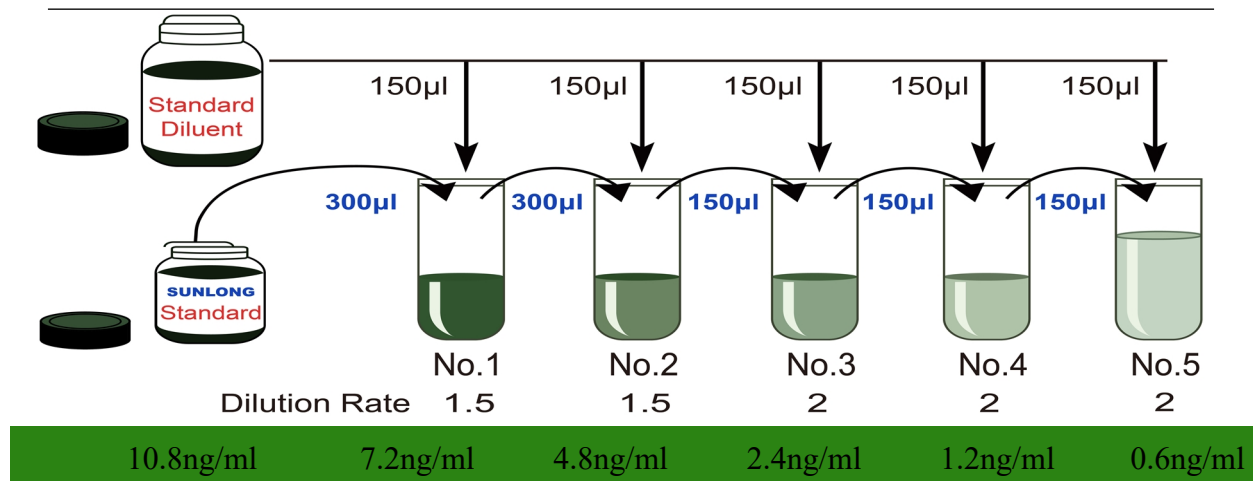 150µl 150µl 150µl 150µl 150µl
Standard
Diluent
300µl 300µl 150µl 150µl 150µl
SUNLONG
Standard
No.1 No.2 No.3 No.4 No.5
Dilution Rate 1.5 1.5 2 2 2
10.8ng/ml 7.2ng/ml 4.8ng/ml 2.4ng/ml 1.2ng/ml 0.6ng/ml